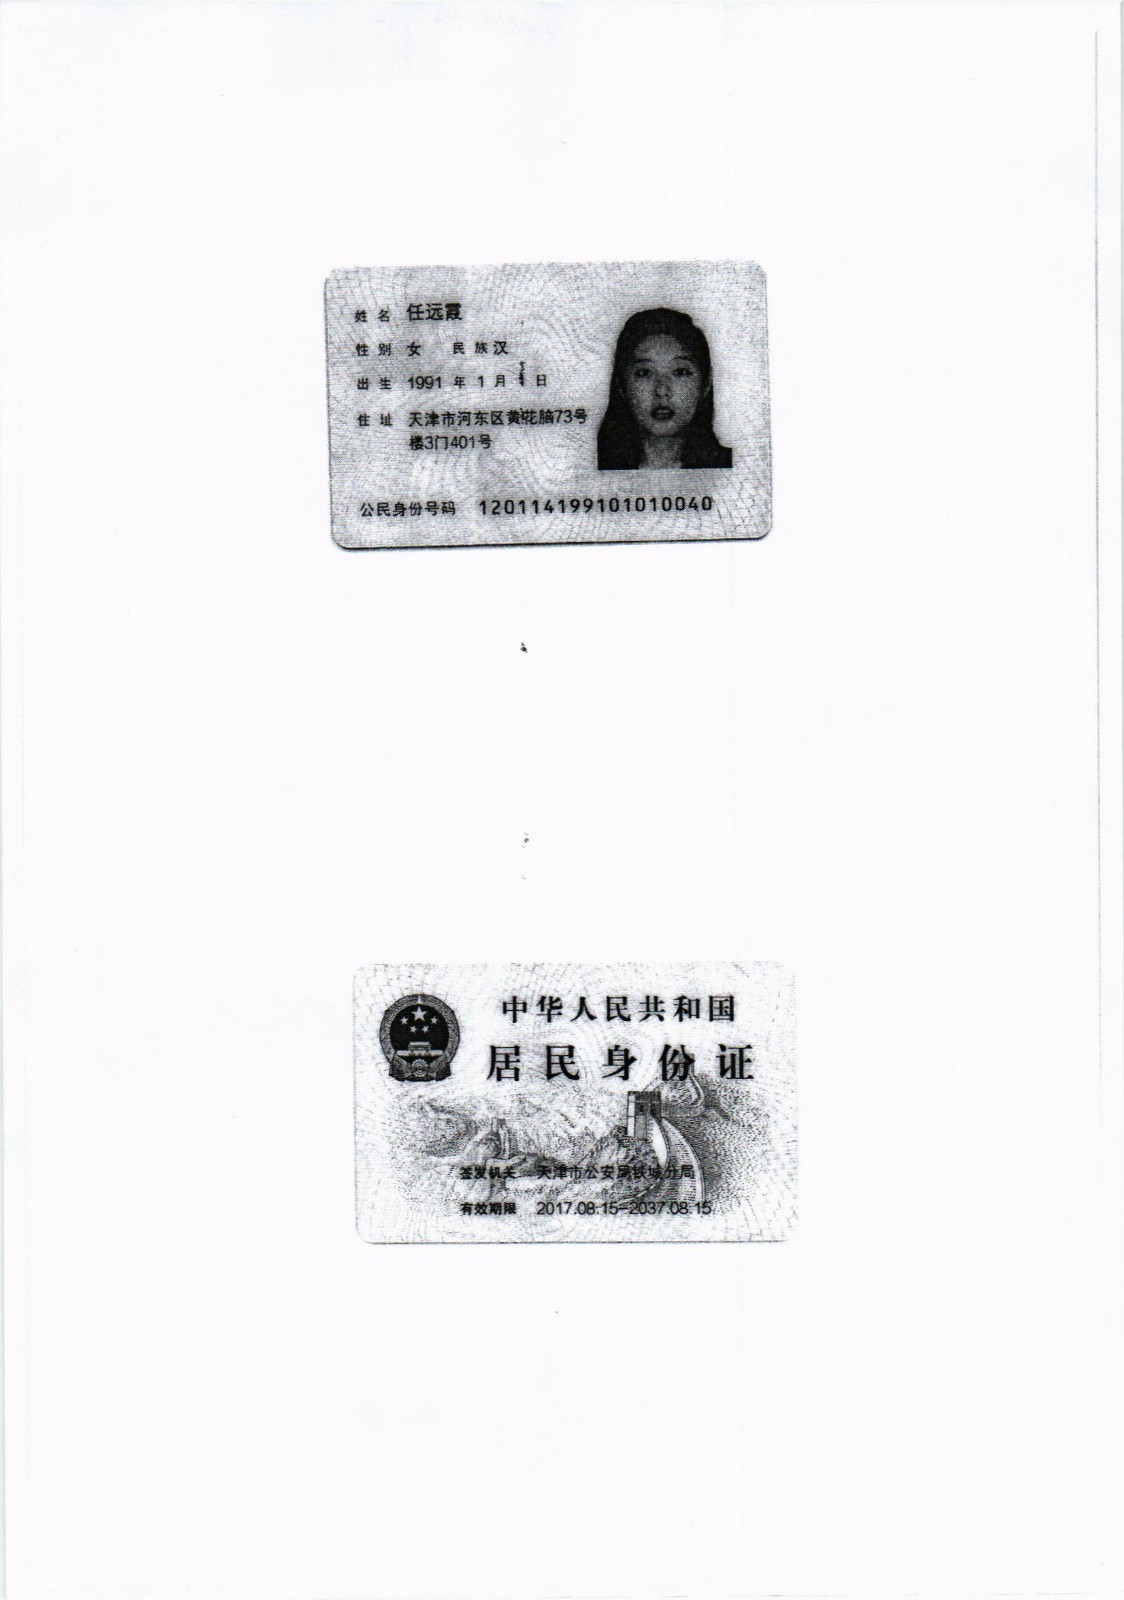 姓名 任远霞
性别 女 民族 汉
出生 1991 年 1 月 日
住址 天津市河东区黄花脑73号
楼3门401号
公民身份号码 120114199101010040
中华人民共和国
居民身份证
签发机关 天津市公安局铁城分局
有效期限 2017.08.15-2037.08.15